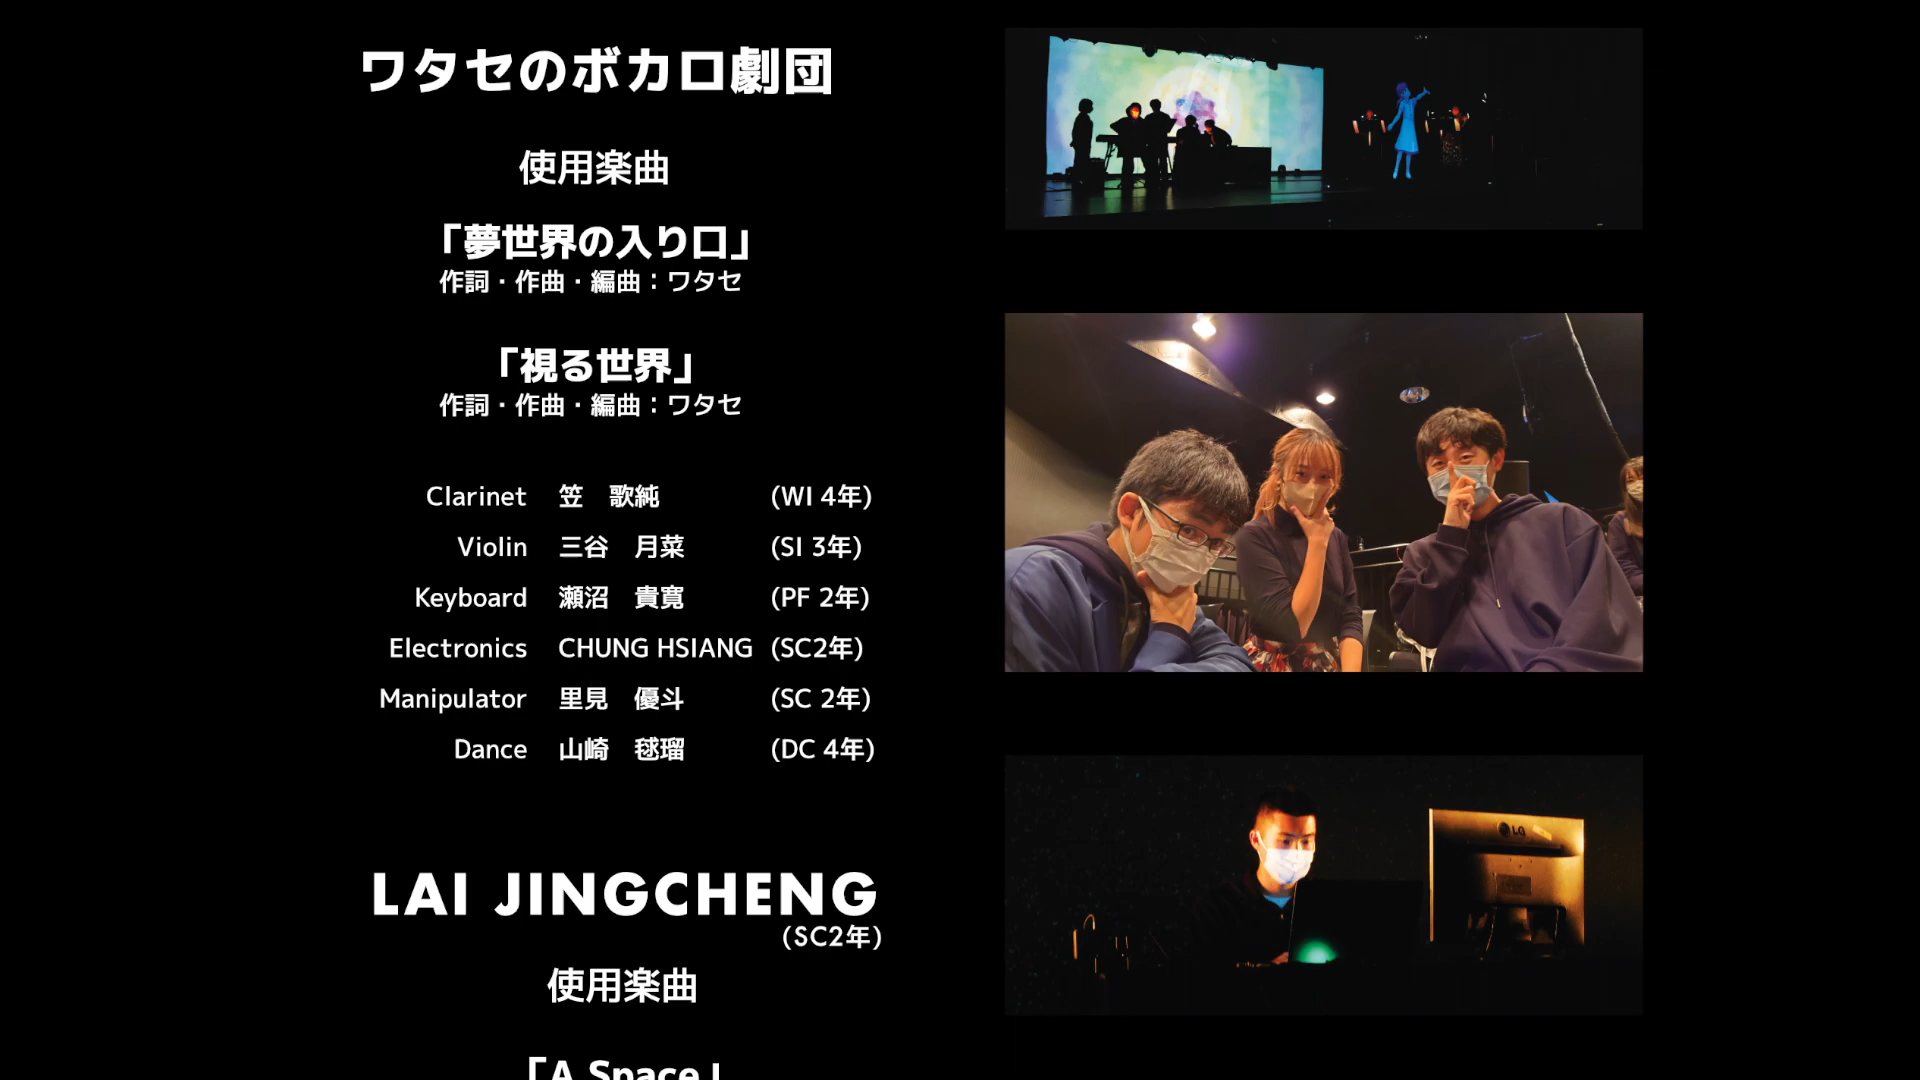 ワタセのボカロ劇団
使用楽曲
「夢世界の入り口」
作詞・作曲・編曲：ワタセ
「視る世界」
作詞・作曲・編曲：ワタセ
Clarinet 笠　歌純 (WI 4年)
Violin 三谷　月菜 (SI 3年)
Keyboard 瀬沼　貴寛 (PF 2年)
Electronics CHUNG HSIANG (SC2年)
Manipulator 里見　優斗 (SC 2年)
Dance 山崎　毬瑠 (DC 4年)
LAI JINGCHENG
(SC2年)
使用楽曲
「A Space」
LG